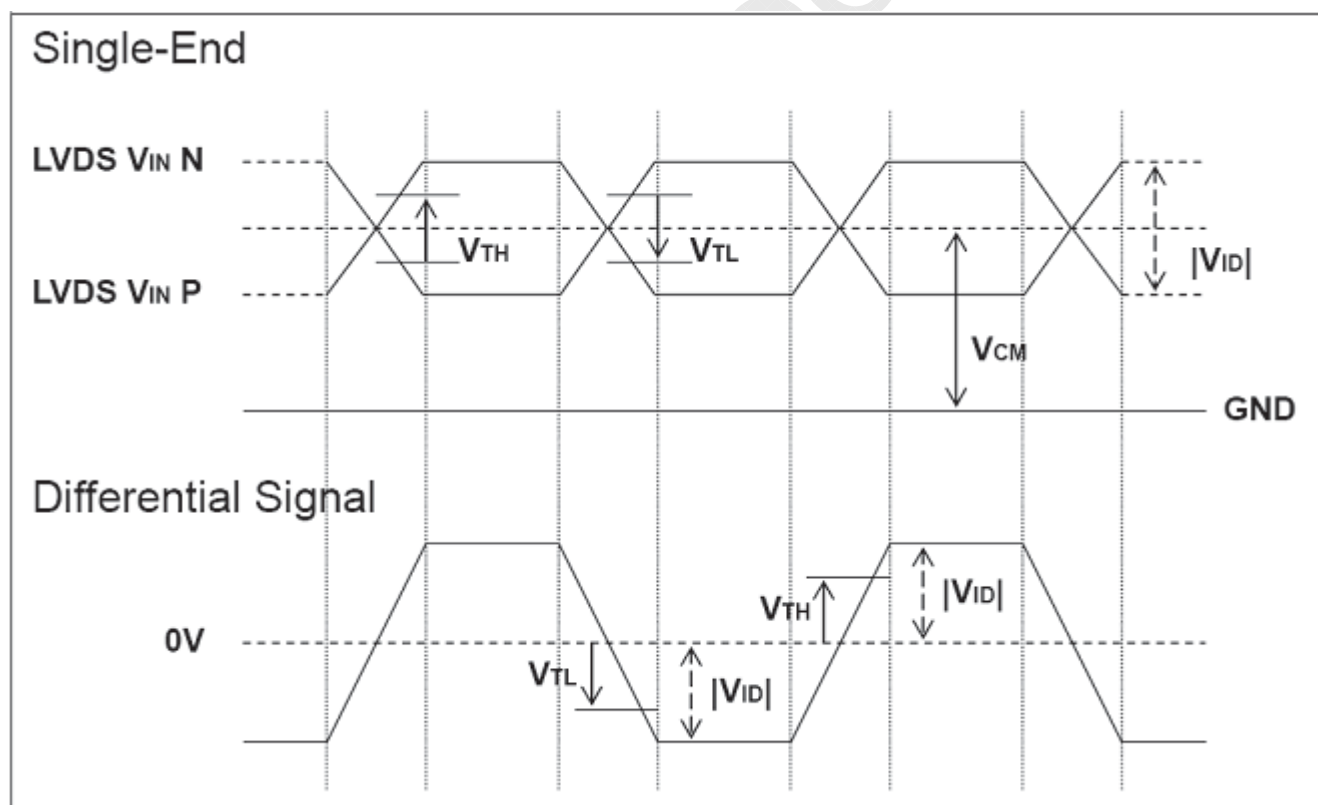 Single-End
LVDS VIN N
VTH
VTL
|VID|
LVDS VIN P
VCM
GND
Differential Signal
VTH
|VID|
0V
VTL
|VID|